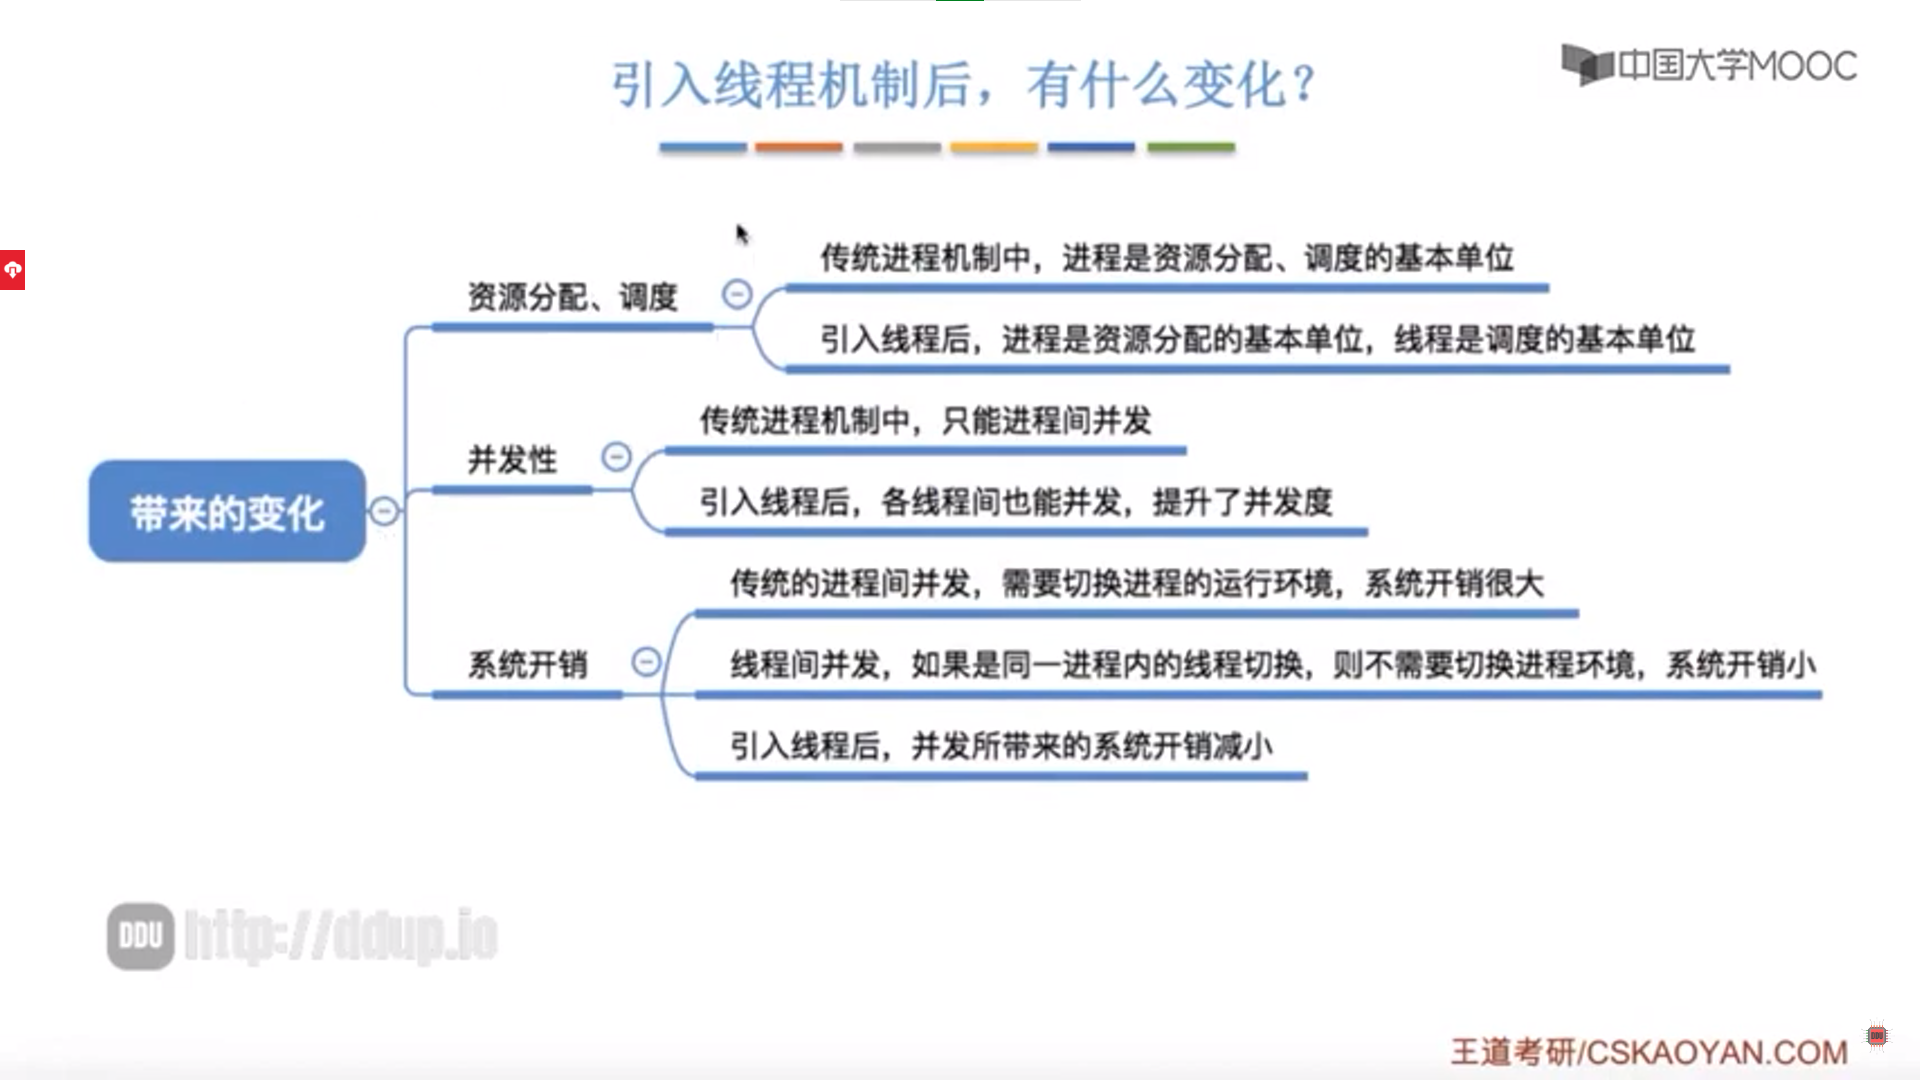 引入线程机制后，有什么变化？
中国大学MOOC
传统进程机制中，进程是资源分配、调度的基本单位
资源分配、调度
引入线程后，进程是资源分配的基本单位，线程是调度的基本单位
传统进程机制中，只能进程间并发
并发性
引入线程后，各线程间也能并发，提升了并发度
带来的变化
传统的进程间并发，需要切换进程的运行环境，系统开销很大
系统开销
线程间并发，如果是同一进程内的线程切换，则不需要切换进程环境，系统开销小
引入线程后，并发所带来的系统开销减小
DDU http://ddup.io
王道考研/CSKAOYAN.COM